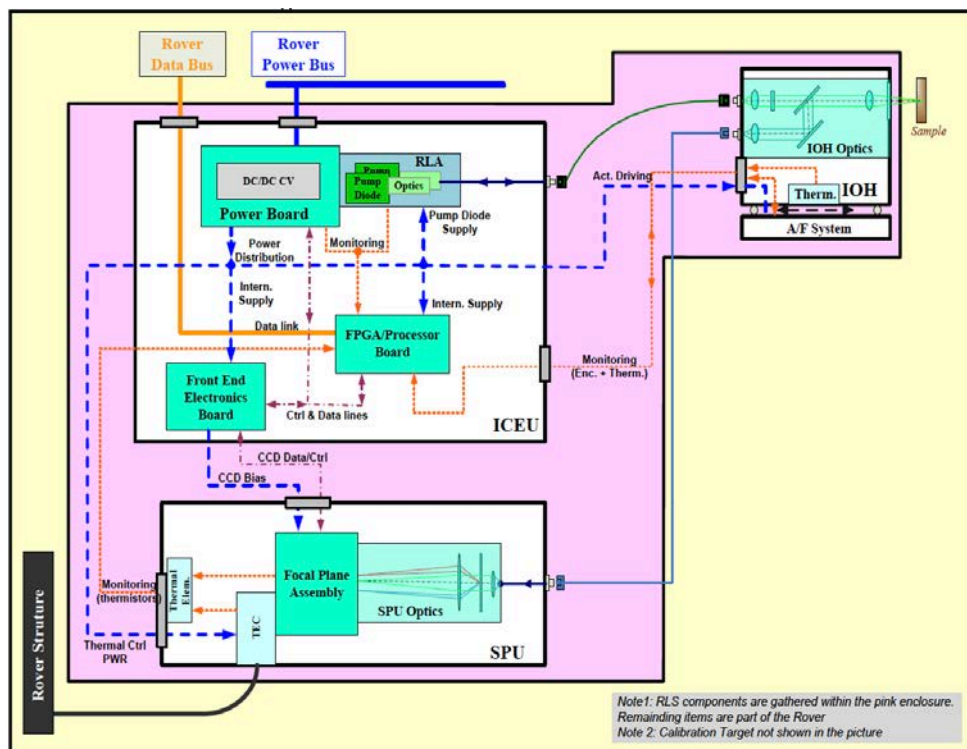 Rover
Data Bus
Rover
Power Bus
RLA
Pump
Pump
Diode
Optics
DC/DC CV
Power Board
IOH Optics
Sample
IOH
Therm.
A/F System
Act. Driving
Pump Diode
Supply
Monitoring
Power
Distribution
Intern.
Supply
Intern. Supply
Data link
FPGA/Processor
Board
Monitoring
(Enc. + Therm.)
Front End
Electronics
Board
Ctrl & Data lines
ICEU
CCD Data/Ctrl
CCD Bias
Focal Plane
Assembly
SPU Optics
Thermal
Elem.
Monitoring
(thermistors)
TEC
Thermal Ctrl
PWR
SPU
Rover Struture
Note1: RLS components are gathered within the pink enclosure.
Remainding items are part of the Rover
Note 2: Calibration Target not shown in the picture